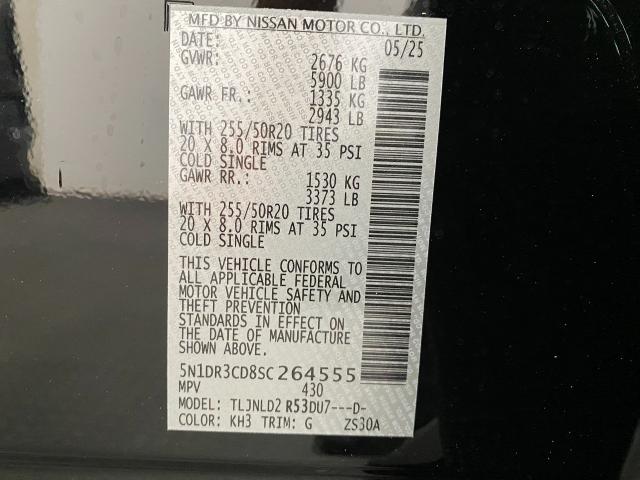 MFD BY NISSAN MOTOR CO., LTD.
DATE: 05/25
GVWR: 2676 KG
5900 LB
GAWR FR.: 1335 KG
2943 LB
WITH 255/50R20 TIRES
20 X 8.0 RIMS AT 35 PSI
COLD SINGLE
GAWR RR.: 1530 KG
3373 LB
WITH 255/50R20 TIRES
20 X 8.0 RIMS AT 35 PSI
COLD SINGLE
THIS VEHICLE CONFORMS TO
ALL APPLICABLE FEDERAL
MOTOR VEHICLE SAFETY AND
THEFT PREVENTION
STANDARDS IN EFFECT ON
THE DATE OF MANUFACTURE
SHOWN ABOVE.
5N1DR3CD8SC264555
MPV 430
MODEL: TLJNLD2 R53DU7---D-
COLOR: KH3 TRIM: G ZS30A